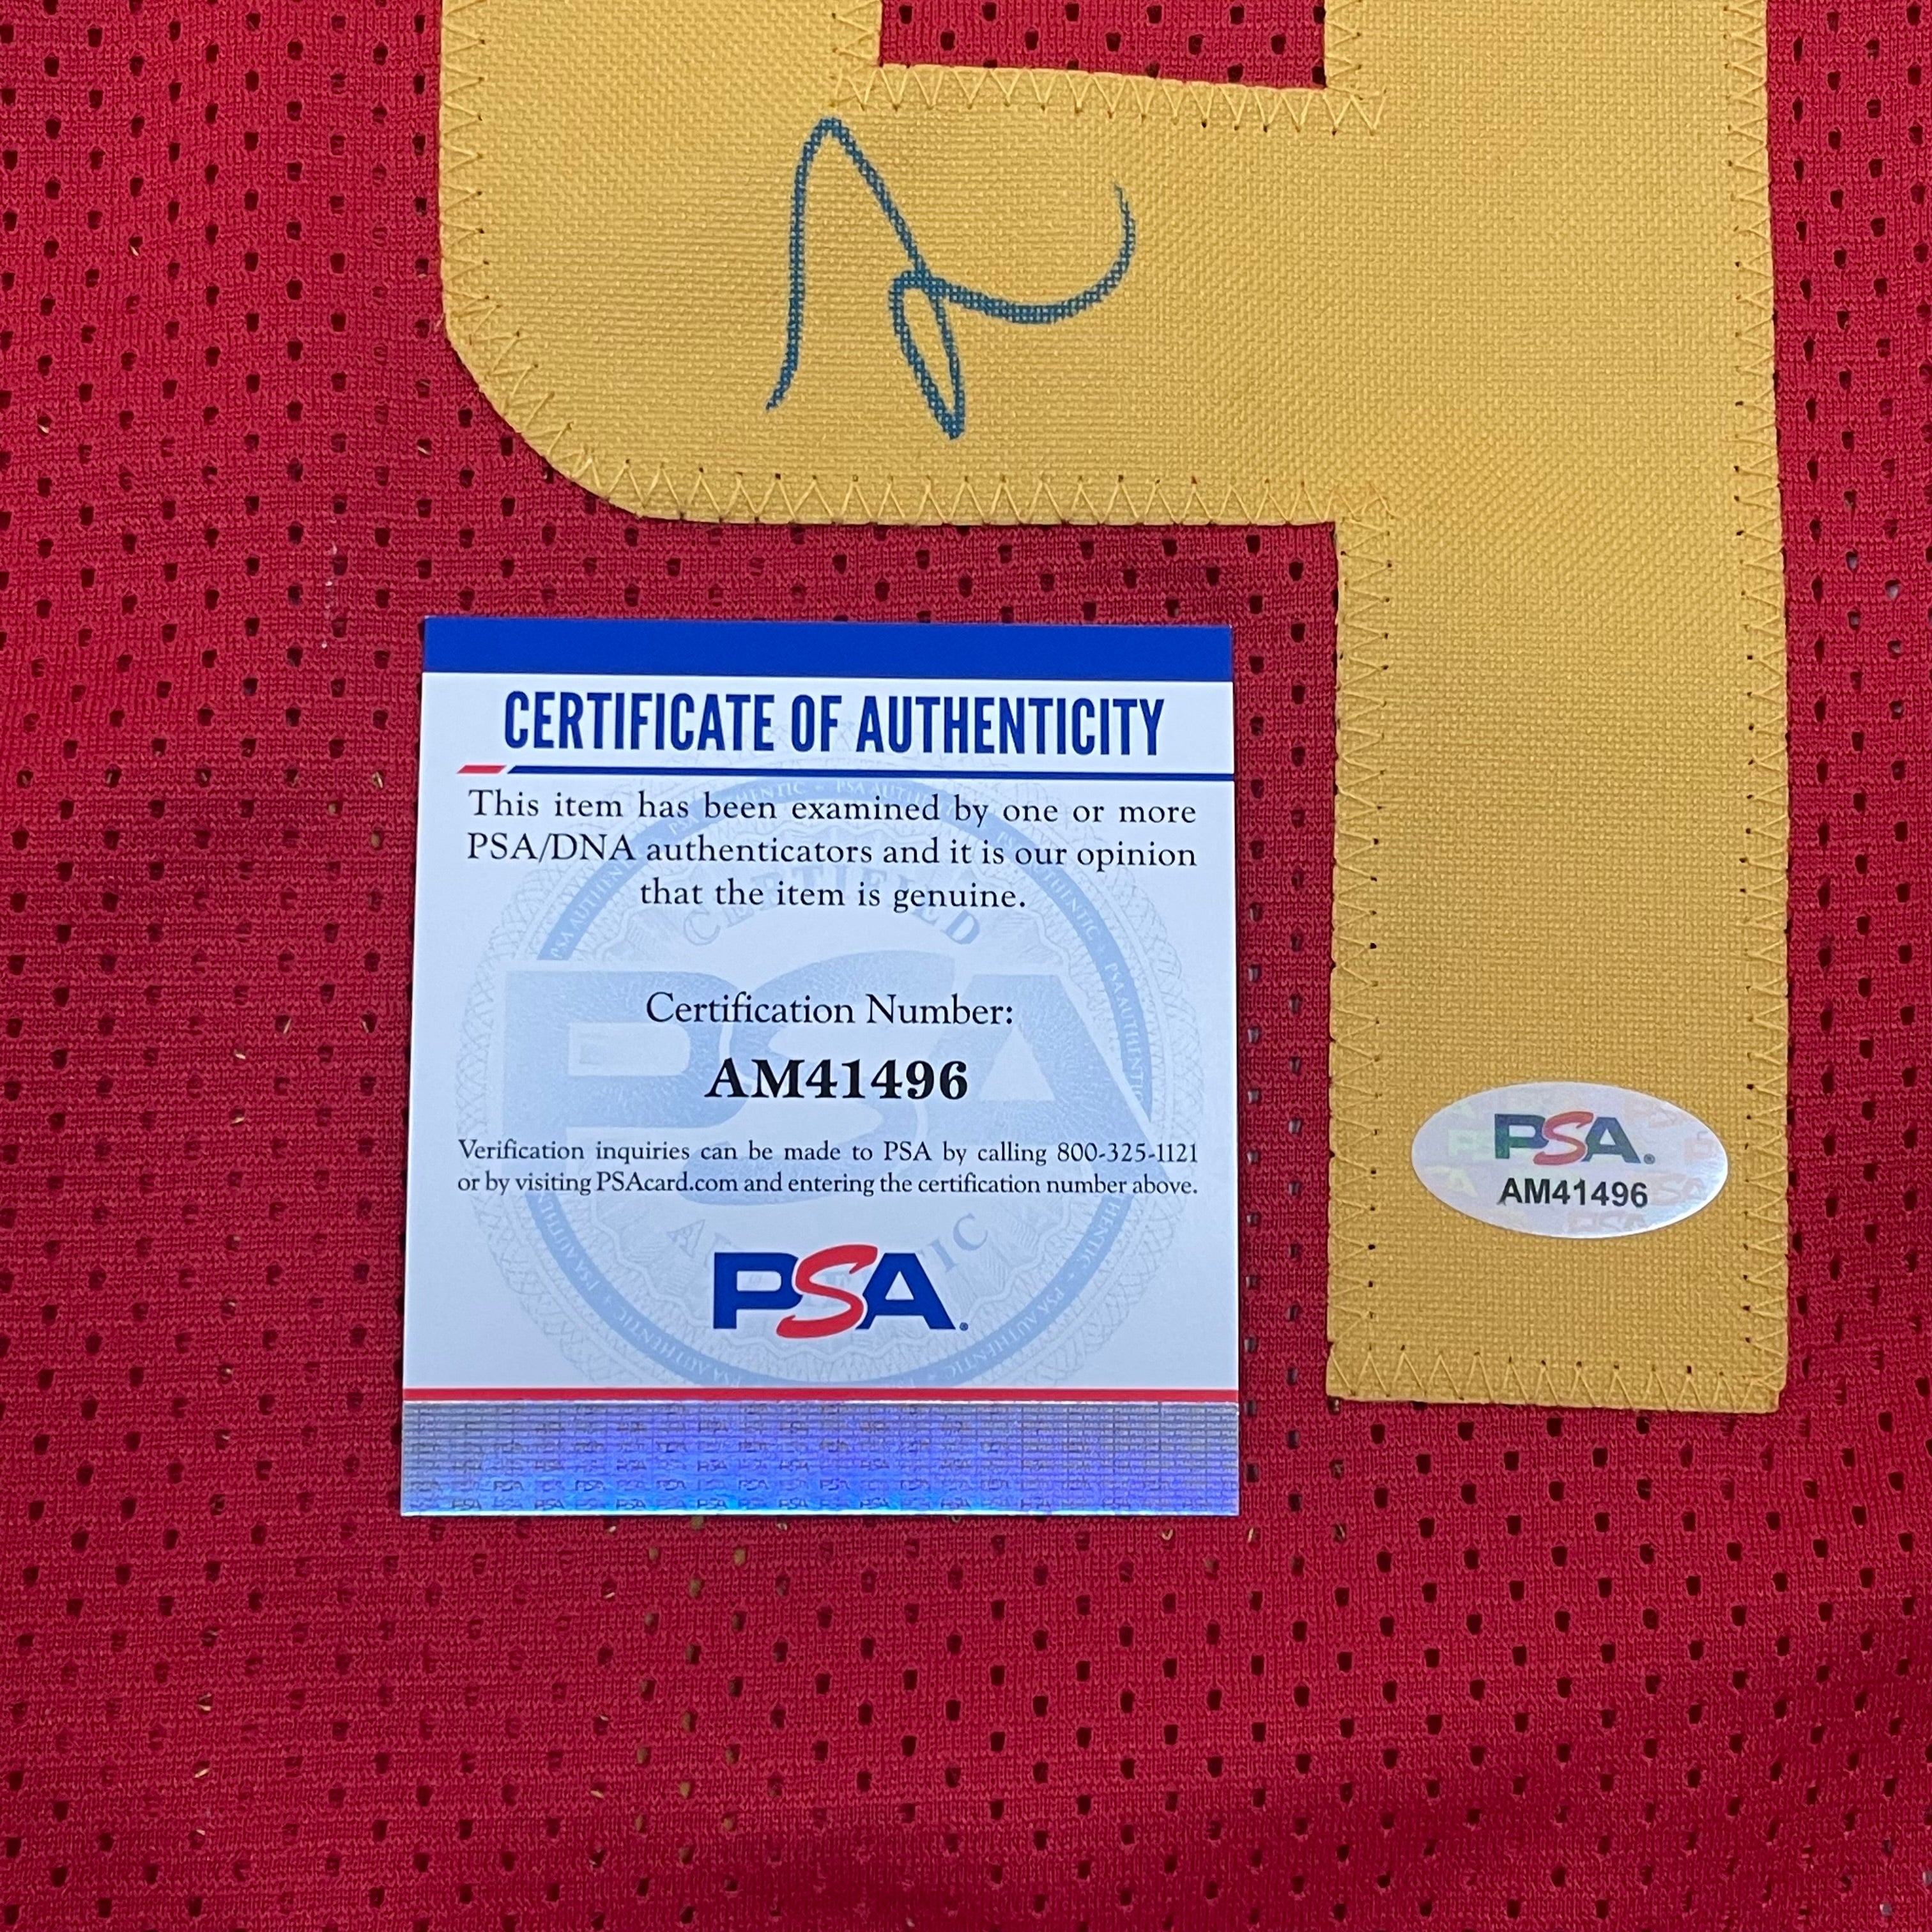 CERTIFICATE OF AUTHENTICITY
This item has been examined by one or more
PSA/DNA authenticators and it is our opinion
that the item is genuine.
CERTIFIED
Certification Number:
AM41496
Verification inquiries can be made to PSA by calling 800-325-1121
or by visiting PSAcard.com and entering the certification number above.
AUTHENTIC
PSA
PSA
AM41496